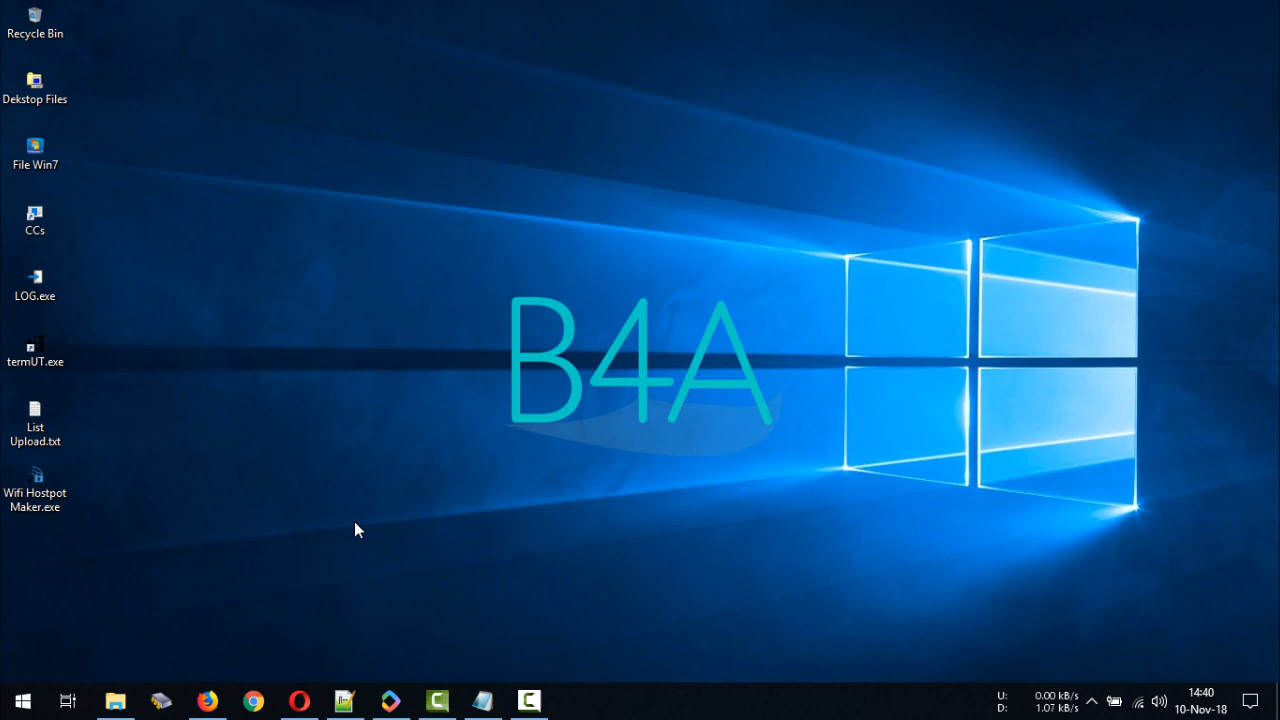 Recycle Bin
Dekstop Files
File Win7
CCs
LOG.exe
termUT.exe
List
Upload.txt
Wifi Hostpot
Maker.exe
B4A
U: 0.00 kB/s
D: 1.07 kB/s
14:40
10-Nov-18